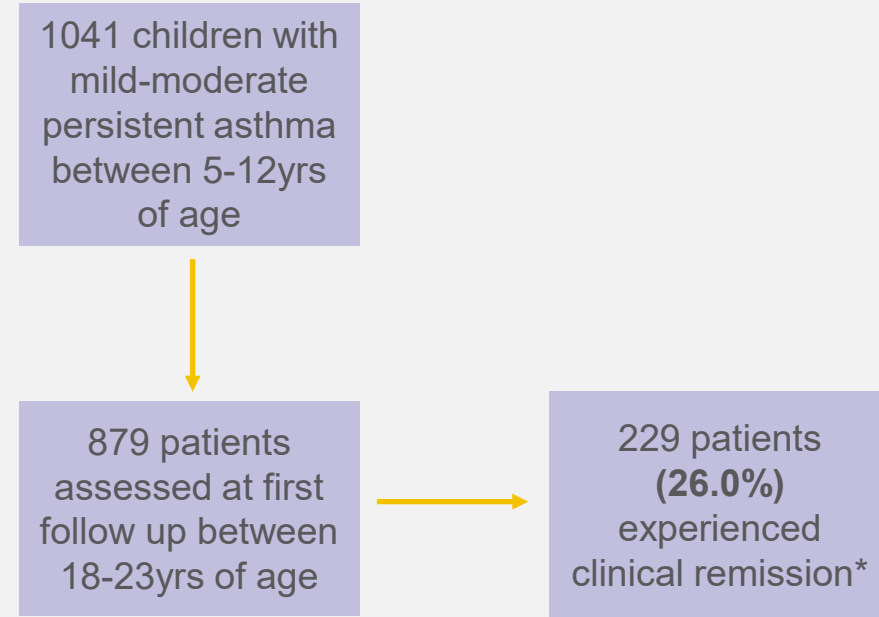 1041 children with
mild-moderate
persistent asthma
between 5-12yrs
of age
879 patients
assessed at first
follow up between
18-23yrs of age
229 patients
(26.0%)
experienced
clinical remission*